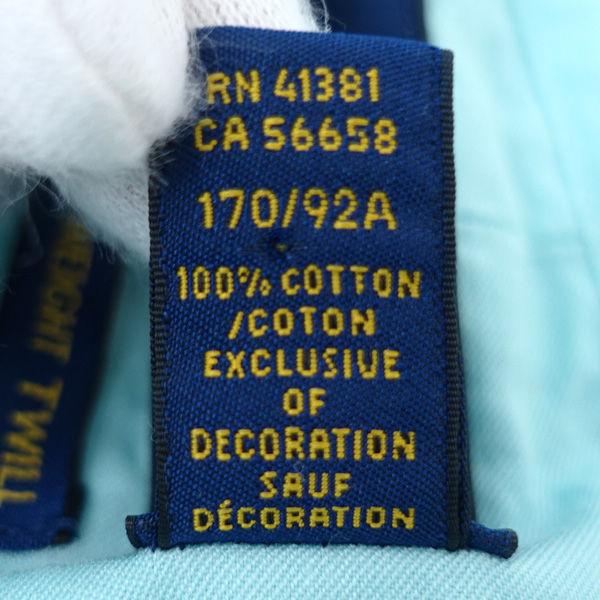 RN 41381
CA 56658
170/92A
100% COTTON
/COTON
EXCLUSIVE
OF
DECORATION
SAUF
DÉCORATION
TWILL